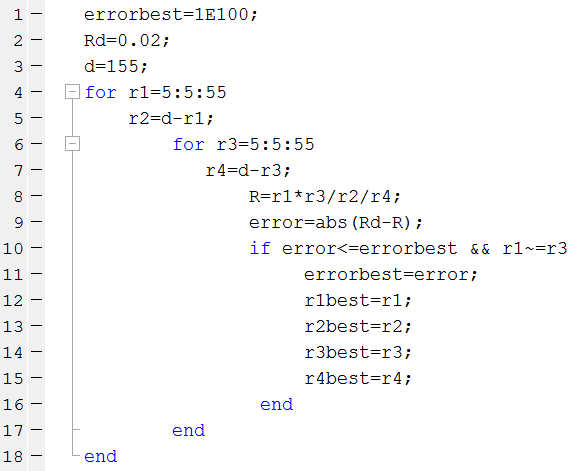 1 — errorbest=1E100;
2 — Rd=0.02;
3 — d=155;
4 — for r1=5:5:55
5 — r2=d-r1;
6 — for r3=5:5:55
7 — r4=d-r3;
8 — R=r1*r3/r2/r4;
9 — error=abs(Rd-R);
10 — if error<=errorbest && r1~=r3
11 — errorbest=error;
12 — r1best=r1;
13 — r2best=r2;
14 — r3best=r3;
15 — r4best=r4;
16 — end
17 — end
18 — end